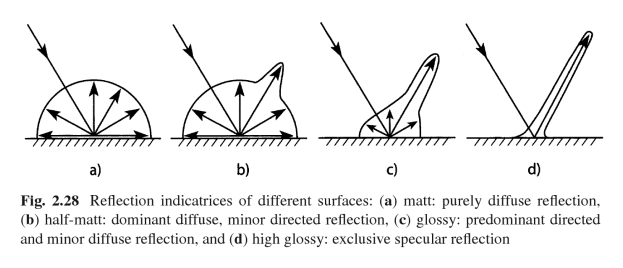 a)
b)
c)
d)
Fig. 2.28 Reflection indicatrices of different surfaces: (a) matt: purely diffuse reflection,
(b) half-matt: dominant diffuse, minor directed reflection, (c) glossy: predominant directed
and minor diffuse reflection, and (d) high glossy: exclusive specular reflection